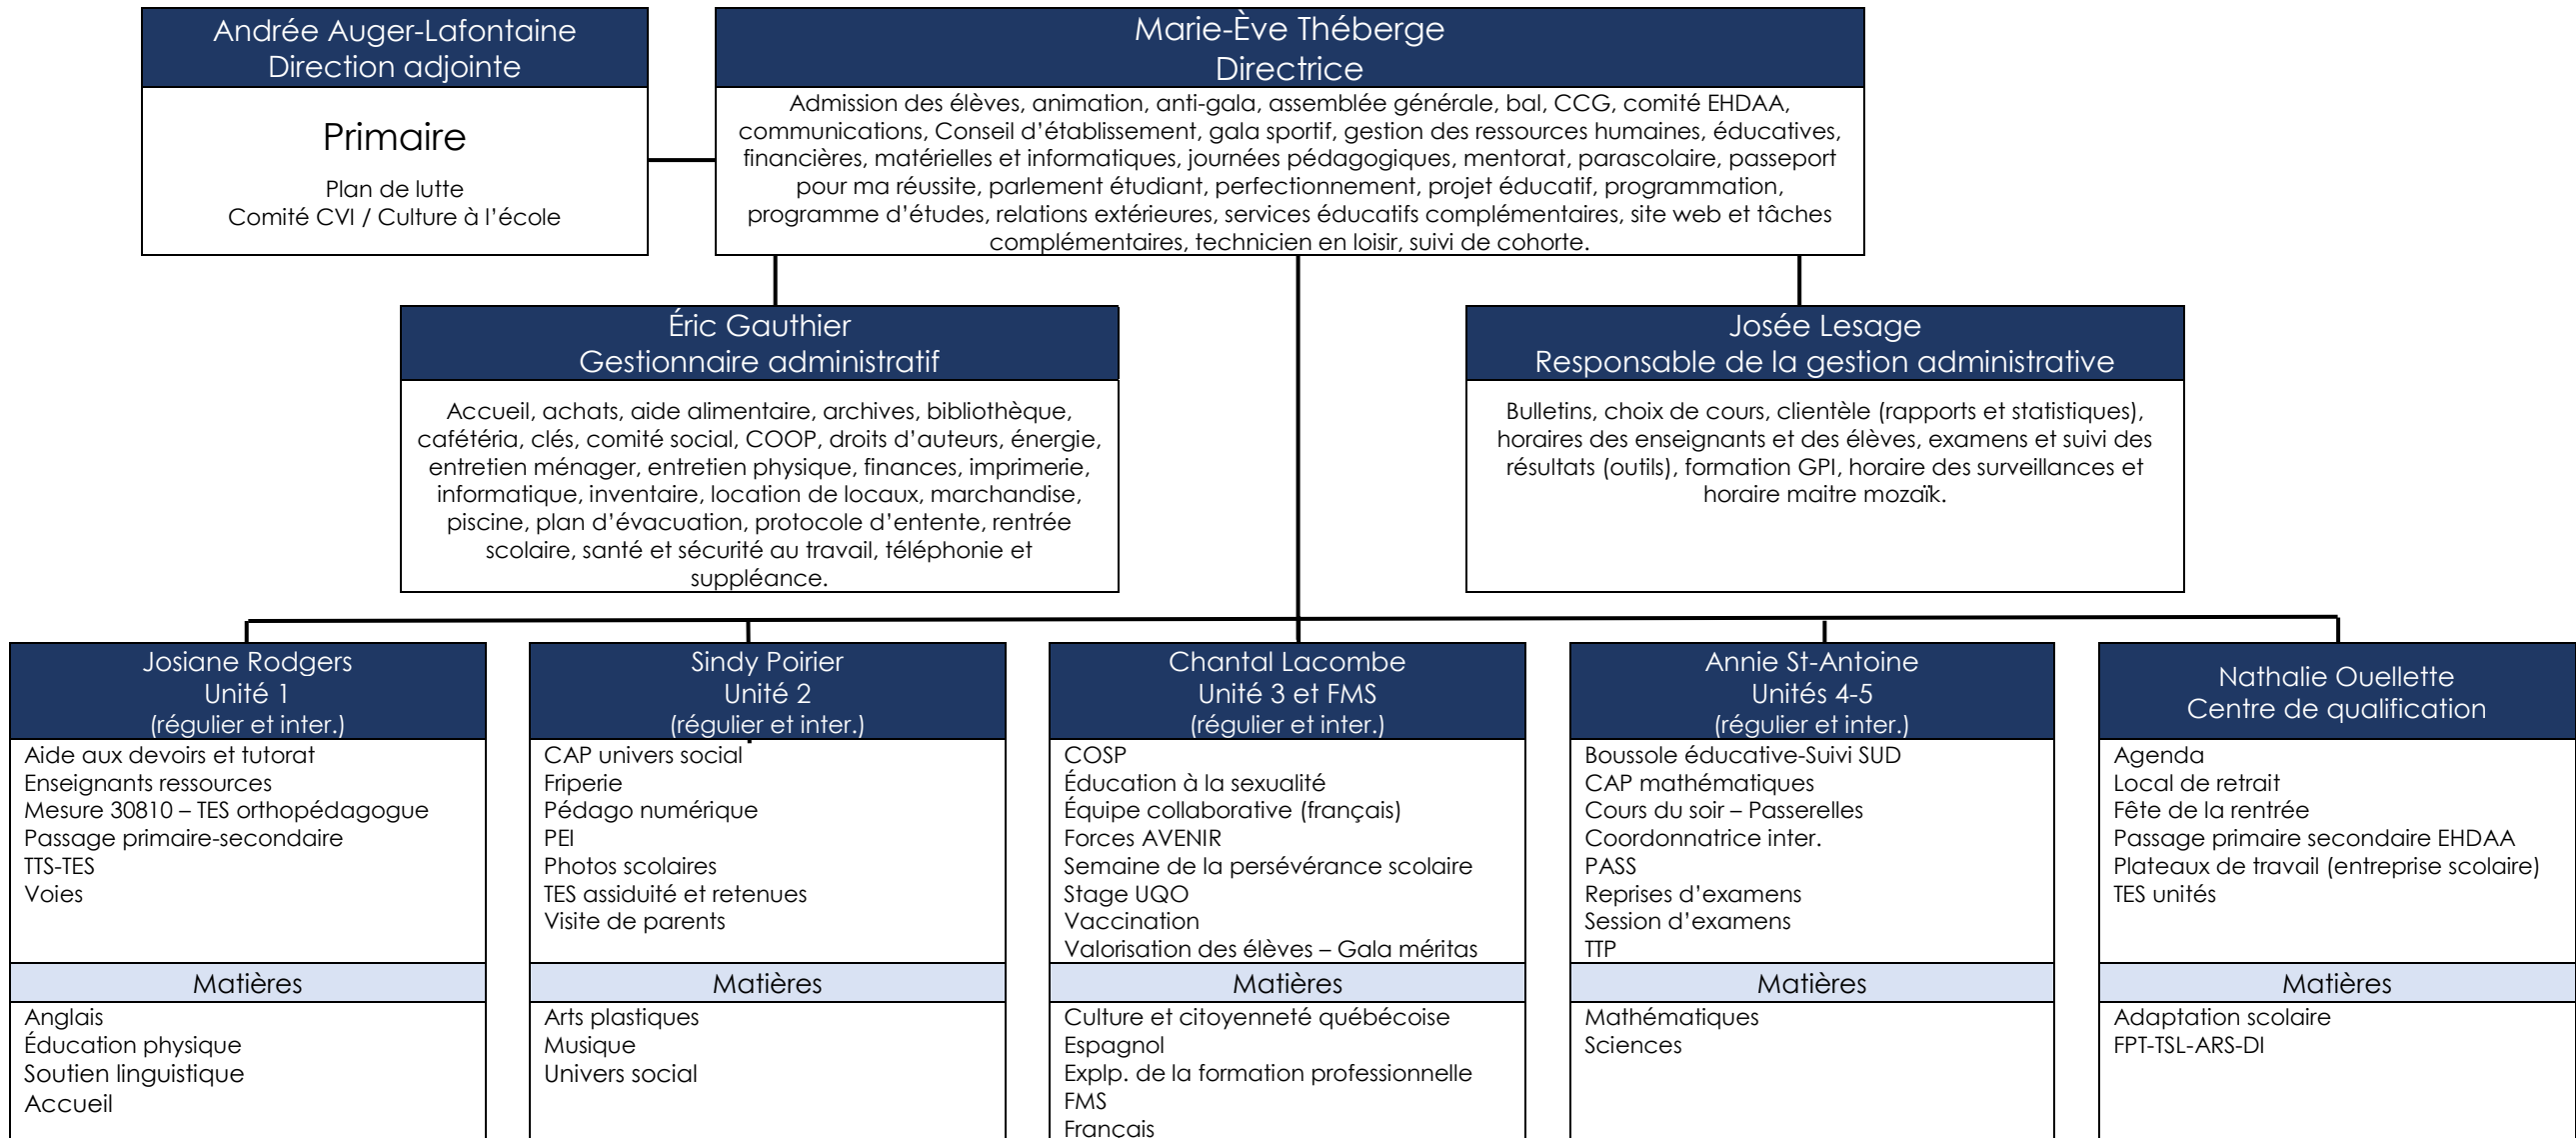 Andrée Auger-Lafontaine
Direction adjointe
Primaire
Plan de lutte
Comité CVI / Culture à l'école
Marie-Ève Théberge
Directrice
Admission des élèves, animation, anti-gala, assemblée générale, bal, CCG, comité EHDAA,
communications, Conseil d'établissement, gala sportif, gestion des ressources humaines, éducatives,
financières, matérielles et informatiques, journées pédagogiques, mentorat, parascolaire, passeport
pour ma réussite, parlement étudiant, perfectionnement, projet éducatif, programmation,
programme d'études, relations extérieures, services éducatifs complémentaires, site web et tâches
complémentaires, technicien en loisir, suivi de cohorte.
Éric Gauthier
Gestionnaire administratif
Accueil, achats, aide alimentaire, archives, bibliothèque,
cafétéria, clés, comité social, COOP, droits d'auteurs, énergie,
entretien ménager, entretien physique, finances, imprimerie,
informatique, inventaire, location de locaux, marchandise,
piscine, plan d'évacuation, protocole d'entente, rentrée
scolaire, santé et sécurité au travail, téléphonie et
suppléance.
Josée Lesage
Responsable de la gestion administrative
Bulletins, choix de cours, clientèle (rapports et statistiques),
horaires des enseignants et des élèves, examens et suivi des
résultats (outils), formation GPI, horaire des surveillances et
horaire maitre mozaïk.
Josiane Rodgers
Unité 1
(régulier et inter.)
Aide aux devoirs et tutorat
Enseignants ressources
Mesure 30810 – TES orthopédagogue
Passage primaire-secondaire
TTS-TES
Voies
Matières
Anglais
Éducation physique
Soutien linguistique
Accueil
Sindy Poirier
Unité 2
(régulier et inter.)
CAP univers social
Friperie
Pédago numérique
PEI
Photos scolaires
TES assiduité et retenues
Visite de parents
Matières
Arts plastiques
Musique
Univers social
Chantal Lacombe
Unité 3 et FMS
(régulier et inter.)
COSP
Éducation à la sexualité
Équipe collaborative (français)
Forces AVENIR
Semaine de la persévérance scolaire
Stage UQO
Vaccination
Valorisation des élèves – Gala méritas
Matières
Culture et citoyenneté québécoise
Espagnol
Explp. de la formation professionnelle
FMS
Français
Annie St-Antoine
Unités 4-5
(régulier et inter.)
Boussole éducative-Suivi SUD
CAP mathématiques
Cours du soir – Passerelles
Coordonnatrice inter.
PASS
Reprises d'examens
Session d'examens
TTP
Matières
Mathématiques
Sciences
Nathalie Ouellette
Centre de qualification
Agenda
Local de retrait
Fête de la rentrée
Passage primaire secondaire EHDAA
Plateaux de travail (entreprise scolaire)
TES unités
Matières
Adaptation scolaire
FPT-TSL-ARS-DI